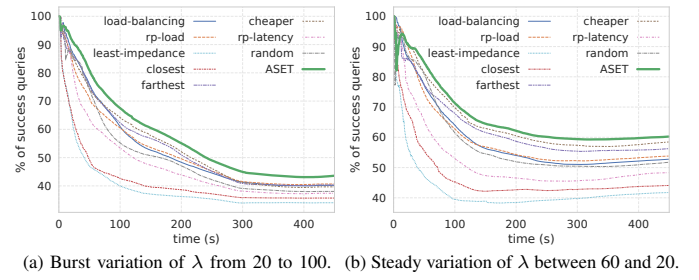 load-balancing
rp-load
least-impedance
closest
farthest
cheaper
rp-latency
random
ASET
% of success queries
100
90
80
70
60
50
40
0
100
200
300
400
time (s)
(a) Burst variation of λ from 20 to 100.
load-balancing
rp-load
least-impedance
closest
farthest
cheaper
rp-latency
random
ASET
% of success queries
100
90
80
70
60
50
40
0
100
200
300
400
time (s)
(b) Steady variation of λ between 60 and 20.